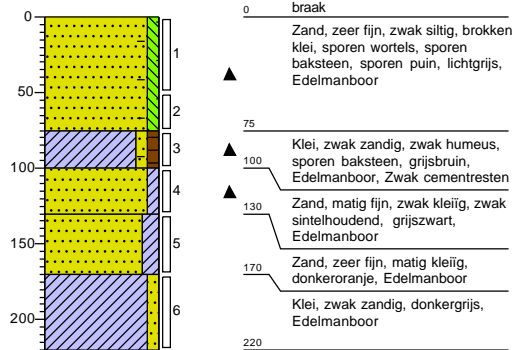 0
50
100
150
200
1
2
3
4
5
6
0
braak
Zand, zeer fijn, zwak siltig, brokken
klei, sporen wortels, sporen
baksteen, sporen puin, lichtgrijs,
Edelmanboor
75
Klei, zwak zandig, zwak humeus,
sporen baksteen, grijsbruin,
Edelmanboor, Zwak cementresten
100
Zand, matig fijn, zwak kleiïg, zwak
sintelhoudend, grijszwart,
Edelmanboor
130
Zand, zeer fijn, matig kleiïg,
donkeroranje, Edelmanboor
170
Klei, zwak zandig, donkergrijs,
Edelmanboor
220